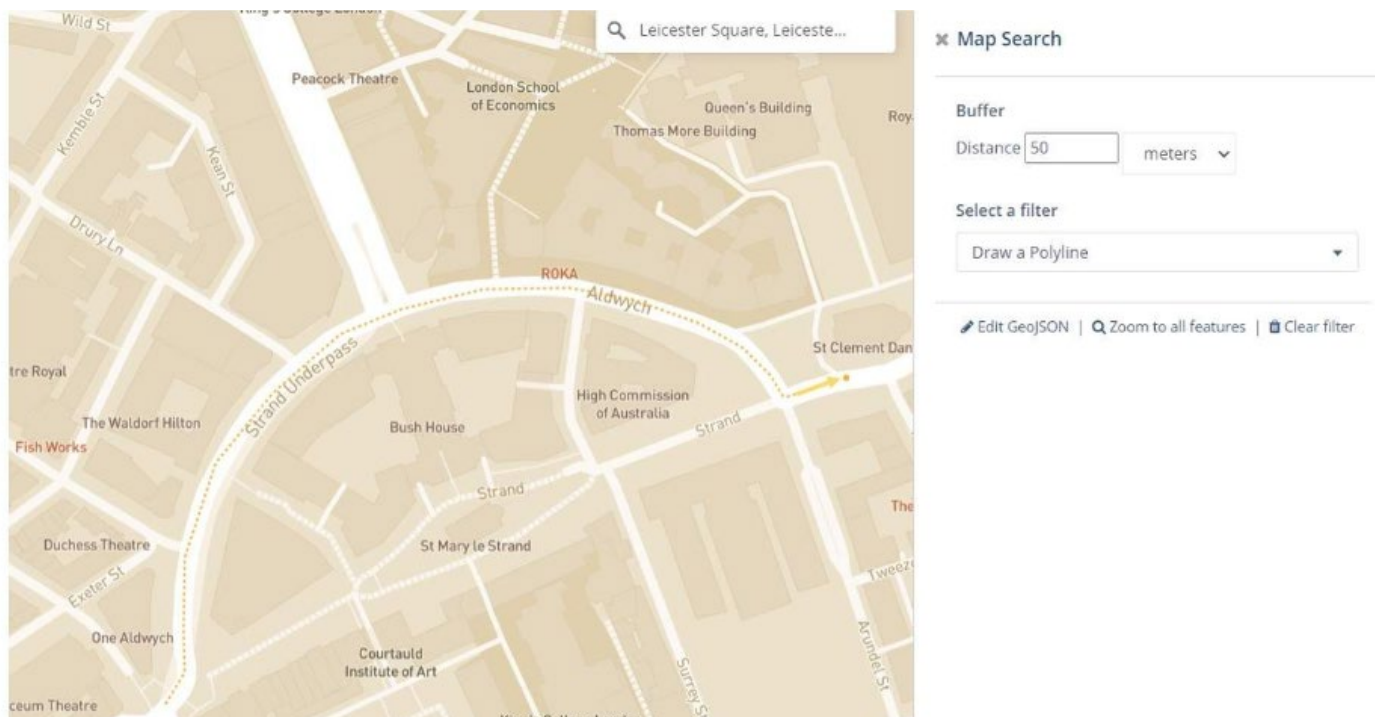 Wild St
Leicester Square, Leiceste...
Map Search
Peacock Theatre
London School
of Economics
Queen's Building
Thomas More Building
Roy
Kemble St
Kean St
Buffer
Distance 50 meters
Select a filter
Draw a Polyline
Drury Ln
ROKA
Aldwych
Edit GeoJSON | Zoom to all features | Clear filter
St Clement Dan
tre Royal
Strand Underpass
The Waldorf Hilton
Bush House
High Commission
of Australia
Strand
Fish Works
Strand
The
Duchess Theatre
St Mary le Strand
Exeter St
Tweeze
One Aldwych
Courtauld
Institute of Art
Surrey S
Arundel St
ceum Theatre